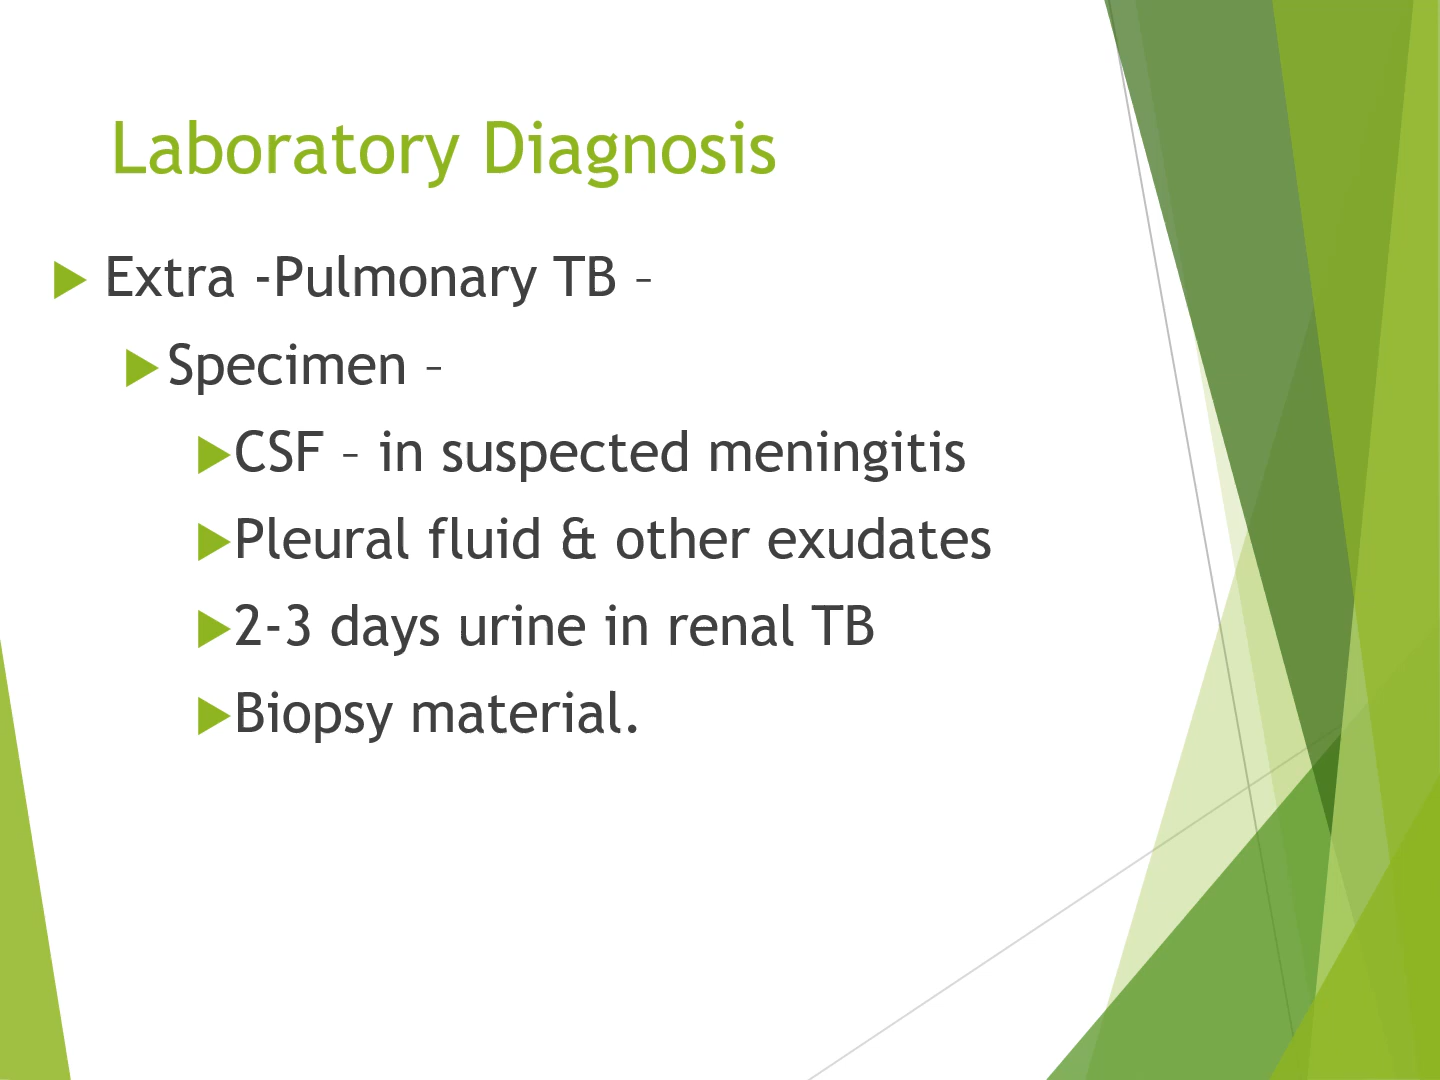 Laboratory Diagnosis
Extra -Pulmonary TB –
Specimen –
CSF – in suspected meningitis
Pleural fluid & other exudates
2-3 days urine in renal TB
Biopsy material.